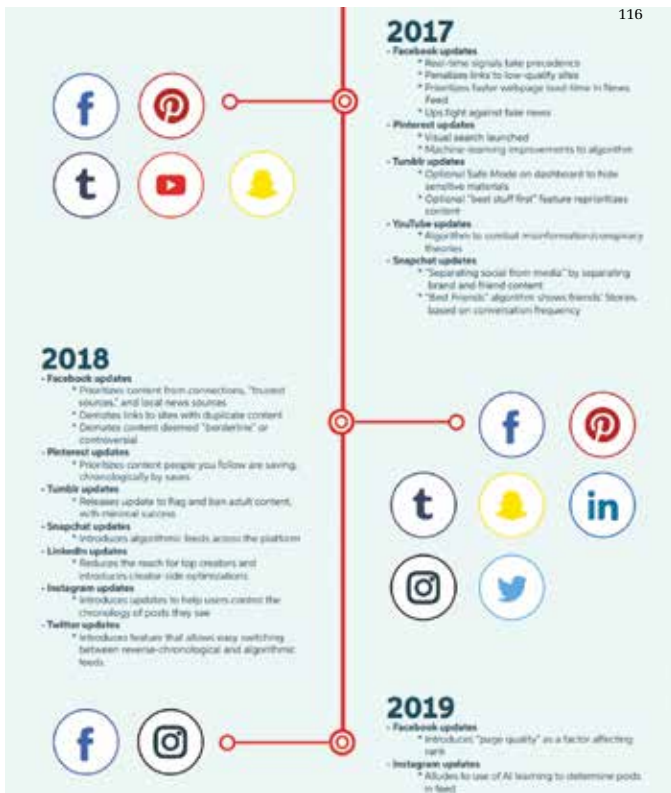 116
2017
- Facebook updates
* Real-time signals take precedence
* Penalizes links to low-quality sites
* Prioritizes faster webpage load-time in News
Feed
* Ups fight against fake news
- Pinterest updates
* Visual search launched
* Machine-learning improvements to algorithm
- Tumblr updates
* Optional Safe Mode on dashboard to hide
sensitive materials
* Optional "best stuff first" feature reprioritizes
content
- YouTube updates
* Algorithm to combat misinformation/conspiracy
theories
- Snapchat updates
* "Separating social from media" by separating
brand and friend content
* "Best Friends" algorithm shows friends' Stories
based on conversation frequency
2018
- Facebook updates
* Prioritizes content from connections, "trusted
sources," and local news sources
* Demotes links to sites with duplicate content
* Demotes content deemed "borderline" or
controversial
- Pinterest updates
* Prioritizes content people you follow are saving,
chronologically by saves
- Tumblr updates
* Releases update to flag and ban adult content,
with minimal success
- Snapchat updates
* Introduces algorithmic feeds across the platform
- LinkedIn updates
* Reduces the reach for top creators and
introduces creator-side optimizations
- Instagram updates
* Introduces updates to help users control the
chronology of posts they see
- Twitter updates
* Introduces feature that allows easy switching
between reverse-chronological and algorithmic
feeds
2019
- Facebook updates
* Introduces "page quality" as a factor affecting
rank
- Instagram updates
* Alludes to use of AI learning to determine pods
in feed